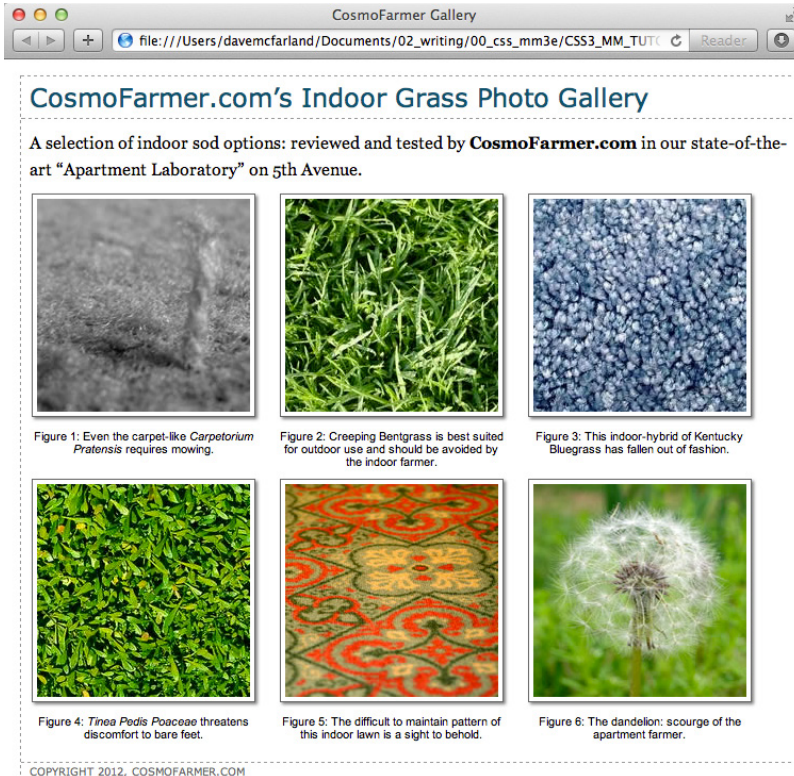 CosmoFarmer Gallery
file:///Users/davemcfarland/Documents/02_writing/00_css_mm3e/CSS3_MM_TUT
Reader
CosmoFarmer.com’s Indoor Grass Photo Gallery
A selection of indoor sod options: reviewed and tested by CosmoFarmer.com in our state-of-the-
art “Apartment Laboratory” on 5th Avenue.
Figure 1: Even the carpet-like Carpetorium
Pratensis requires mowing.
Figure 2: Creeping Bentgrass is best suited
for outdoor use and should be avoided by
the indoor farmer.
Figure 3: This indoor-hybrid of Kentucky
Bluegrass has fallen out of fashion.
Figure 4: Tinea Pedis Poaceae threatens
discomfort to bare feet.
Figure 5: The difficult to maintain pattern of
this indoor lawn is a sight to behold.
Figure 6: The dandelion: scourge of the
apartment farmer.
COPYRIGHT 2012, COSMOFARMER.COM